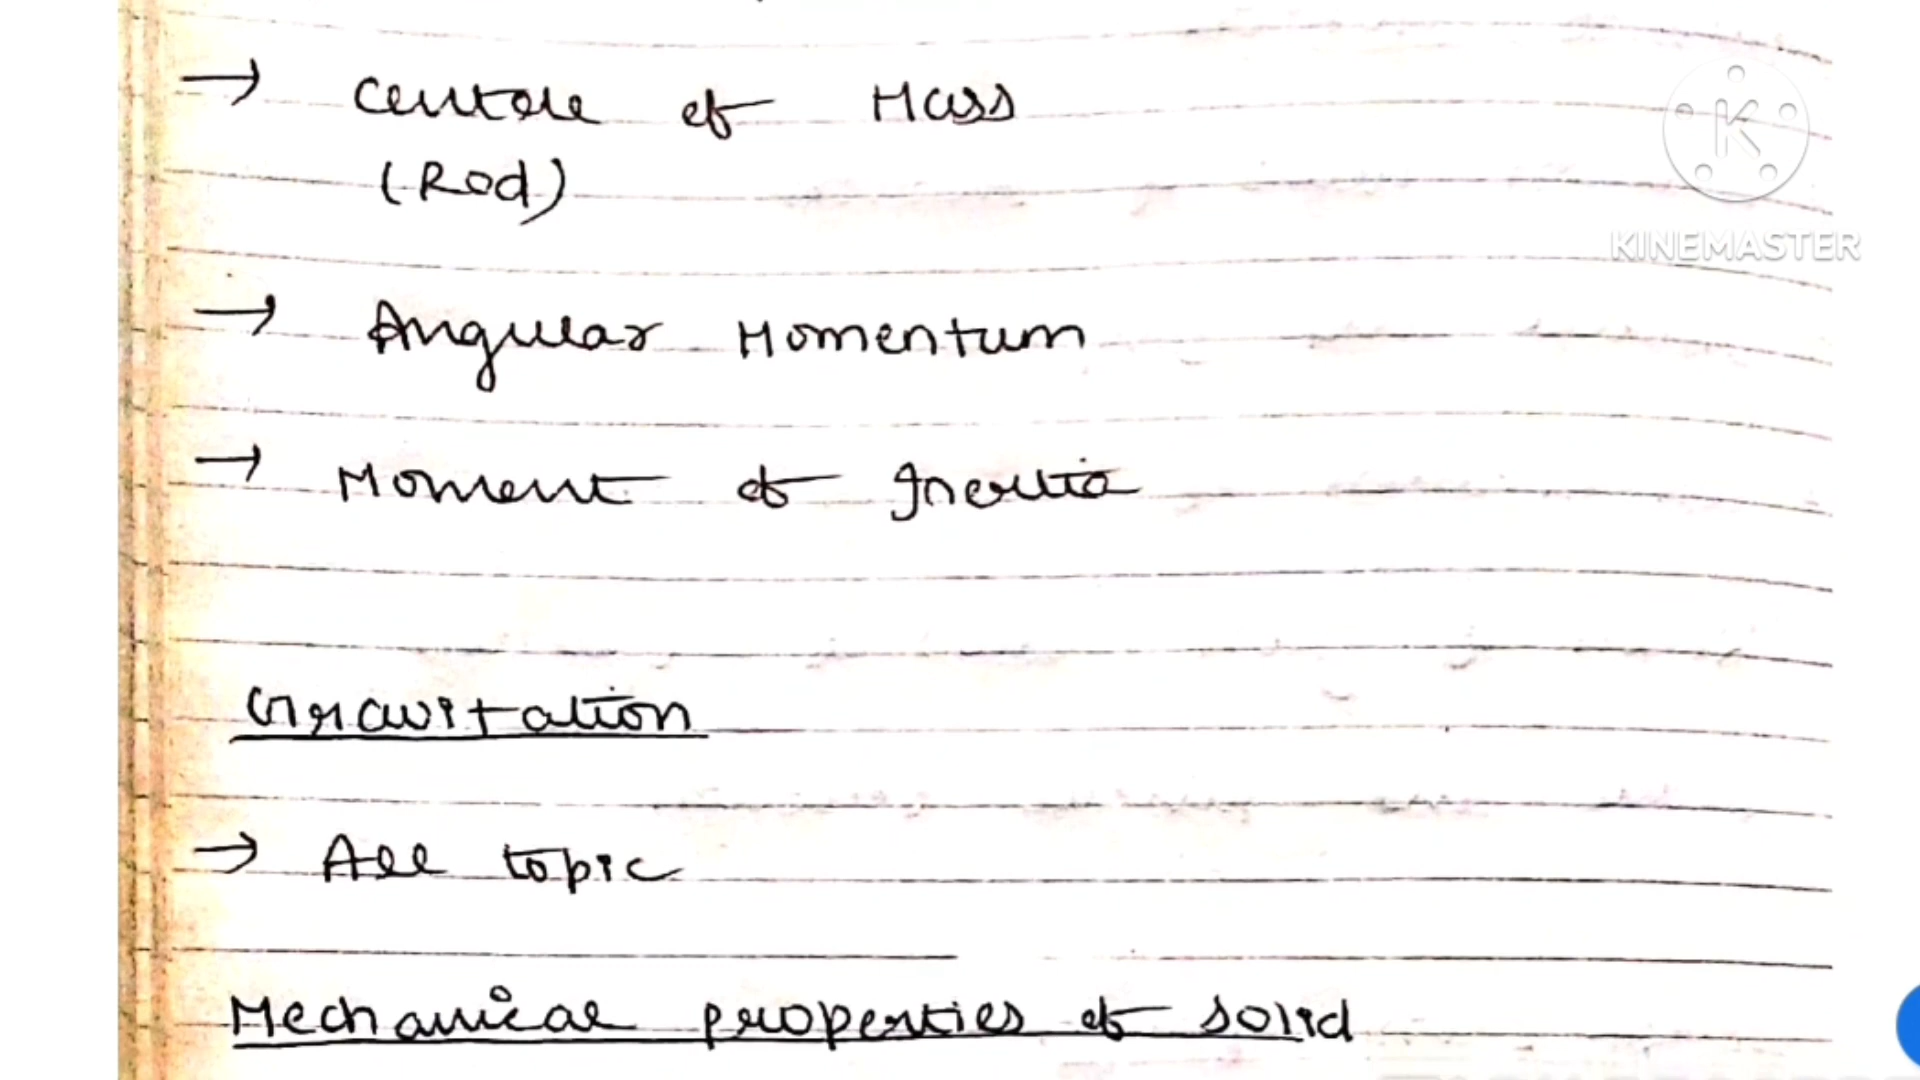 → Centre of Mass
(Rod)
→ Angular Momentum
→ Moment of Inertia
Gravitation
→ All topic
Mechanical properties of solid
KINEMASTER